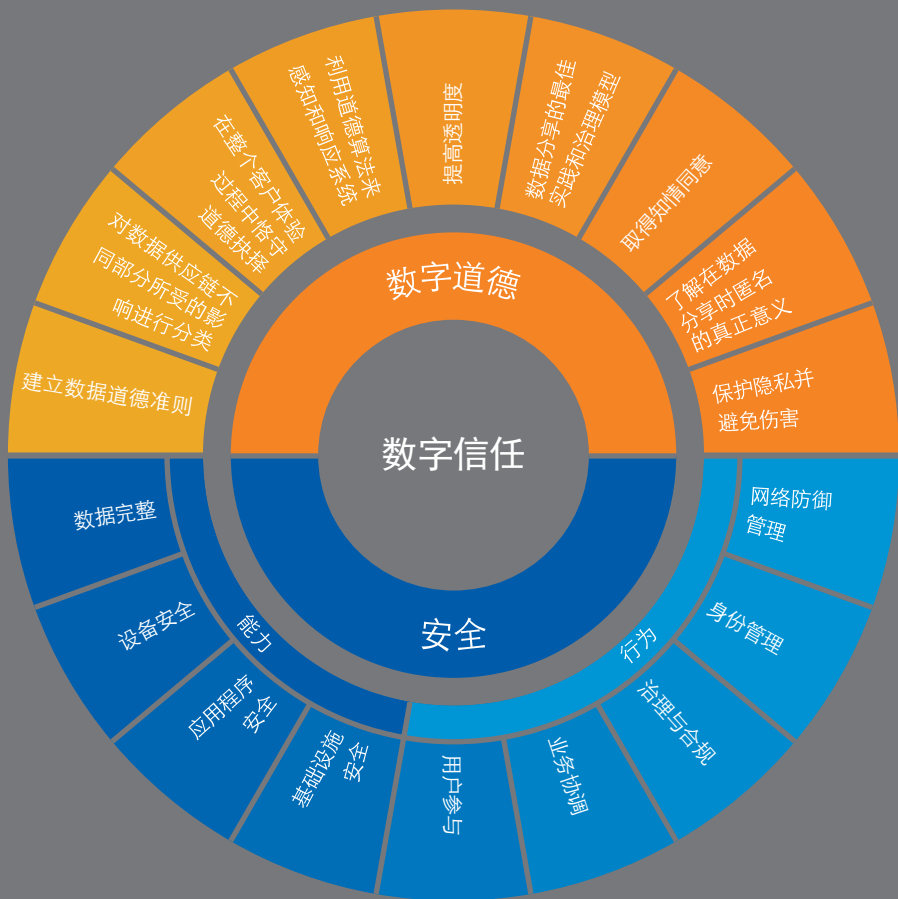 建立数据道德准则
对数据供应链不
同部分所受的影
响进行分类
在整个客户体验
过程中恪守
道德抉择
利用道德算法来
感知和响应系统
提高透明度
数据分享的最佳
实践和治理模型
取得知情同意
了解在数据
分享时匿名
的真正意义
保护隐私并
避免伤害
数字道德
数字信任
安全
能力
行为
网络防御
管理
身份管理
治理与合规
业务协调
用户参与
基础设施
安全
应用程序
安全
设备安全
数据完整